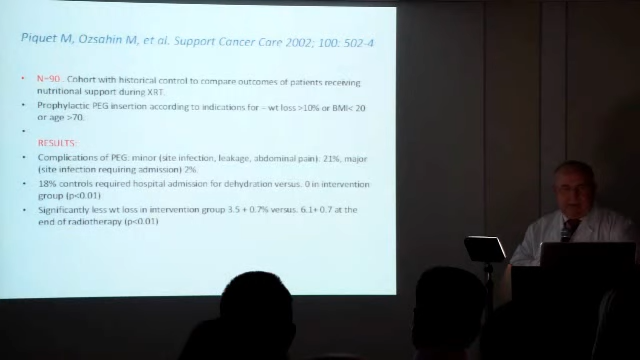 Piquet M, Ozsahin M, et al. Support Cancer Care 2002; 100: 502-4
• N=90. Cohort with historical control to compare outcomes of patients receiving
nutritional support during XRT.
• Prophylactic PEG insertion according to indications for – wt loss >10% or BMI< 20
or age >70.
•
RESULTS:
• Complications of PEG: minor (site infection, leakage, abdominal pain): 21%, major
(site infection requiring admission) 2%.
• 18% controls required hospital admission for dehydration versus. 0 in intervention
group (p<0.01)
• Significantly less wt loss in intervention group 3.5 + 0.7% versus. 6.1+ 0.7 at the
end of radiotherapy (p<0.01)